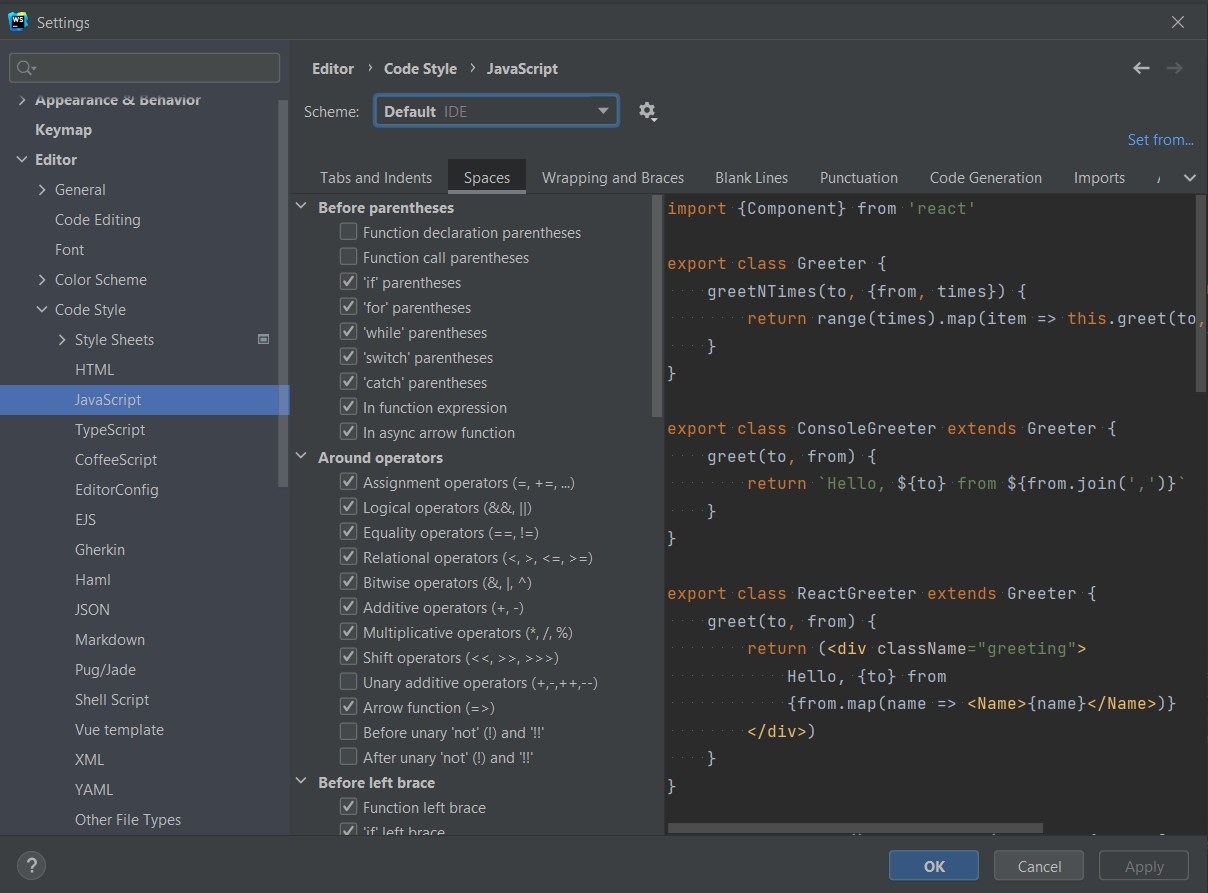 WS
Settings
Appearance & Behavior
Keymap
Editor
General
Code Editing
Font
Color Scheme
Code Style
Style Sheets
HTML
JavaScript
TypeScript
CoffeeScript
EditorConfig
EJS
Gherkin
Haml
JSON
Markdown
Pug/Jade
Shell Script
Vue template
XML
YAML
Other File Types
Editor › Code Style › JavaScript
Scheme: Default IDE
Set from...
Tabs and Indents Spaces Wrapping and Braces Blank Lines Punctuation Code Generation Imports
Before parentheses
Function declaration parentheses
Function call parentheses
'if' parentheses
'for' parentheses
'while' parentheses
'switch' parentheses
'catch' parentheses
In function expression
In async arrow function
Around operators
Assignment operators (=, +=, ...)
Logical operators (&&, ||)
Equality operators (==, !=)
Relational operators (<, >, <=, >=)
Bitwise operators (&, |, ^)
Additive operators (+, -)
Multiplicative operators (*, /, %)
Shift operators (<<, >>, >>>)
Unary additive operators (+,-,++,--)
Arrow function (=>)
Before unary 'not' (!) and '!!'
After unary 'not' (!) and '!!'
Before left brace
Function left brace
'if' left brace
import {Component} from 'react'
export class Greeter {
greetNTimes(to, {from, times}) {
return range(times).map(item => this.greet(to,
}
}
export class ConsoleGreeter extends Greeter {
greet(to, from) {
return `Hello, ${to} from ${from.join(',')}`
}
}
export class ReactGreeter extends Greeter {
greet(to, from) {
return (<div className="greeting">
Hello, {to} from
{from.map(name => <Name>{name}</Name>)}
</div>)
}
}
?
OK Cancel Apply